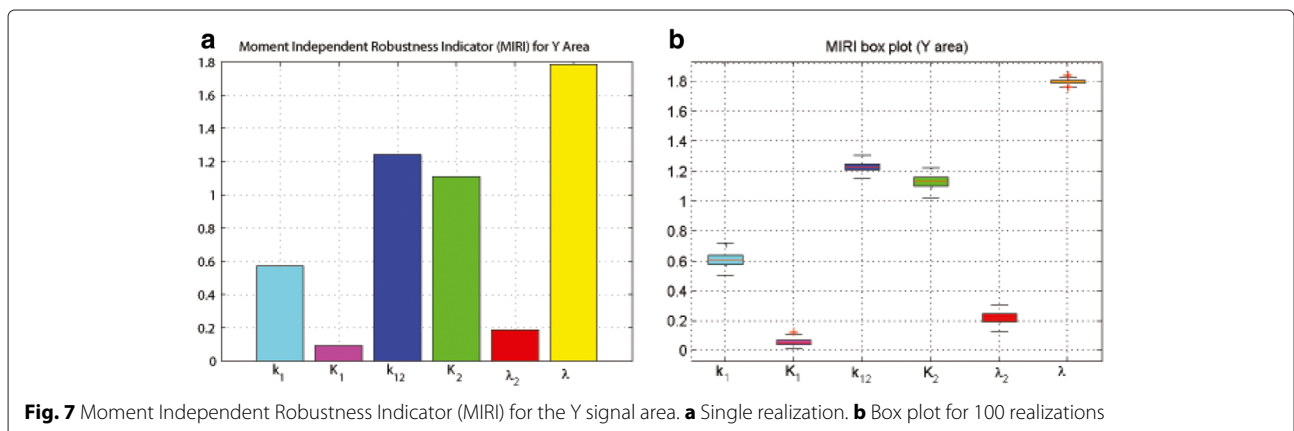 a
Moment Independent Robustness Indicator (MIRI) for Y Area
1.8
1.6
1.4
1.2
1
0.8
0.6
0.4
0.2
0
k₁ K₁ k₁₂ K₂ λ₂ λ
b
MIRI box plot (Y area)
1.8
1.6
1.4
1.2
1
0.8
0.6
0.4
0.2
0
k₁ K₁ k₁₂ K₂ λ₂ λ
Fig. 7 Moment Independent Robustness Indicator (MIRI) for the Y signal area. a Single realization. b Box plot for 100 realizations